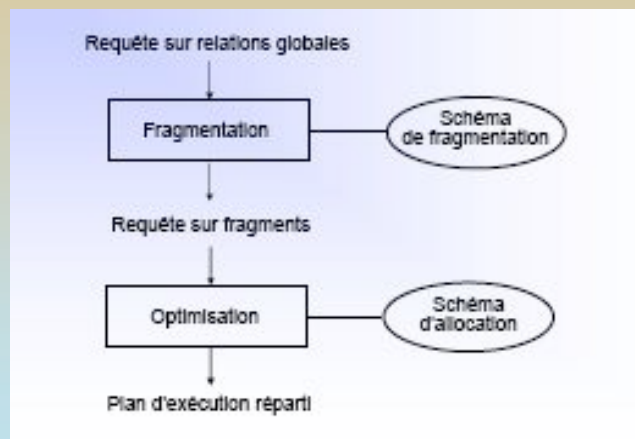 Requête sur relations globales
Fragmentation
Schéma
de fragmentation
Requête sur fragments
Optimisation
Schéma
d'allocation
Plan d'exécution réparti